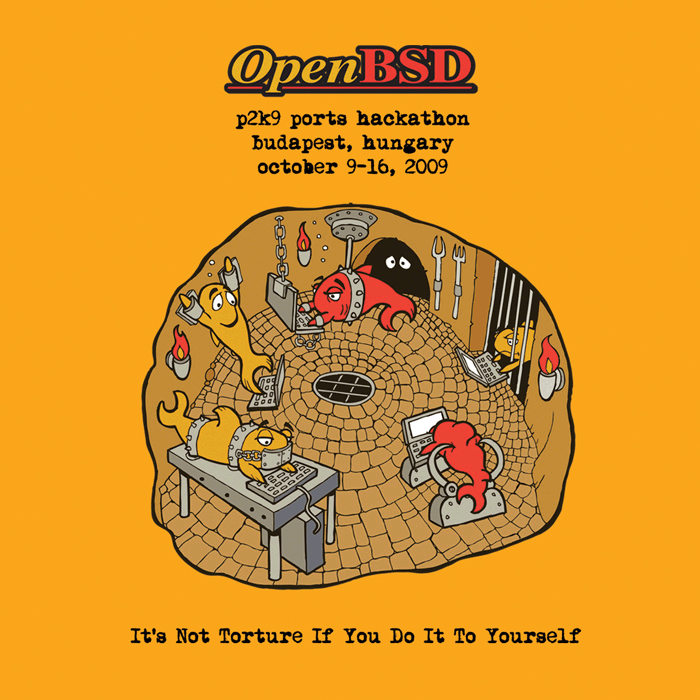 OpenBSD
p2k9 ports hackathon
budapest, hungary
october 9-16, 2009
It's Not Torture If You Do It To Yourself